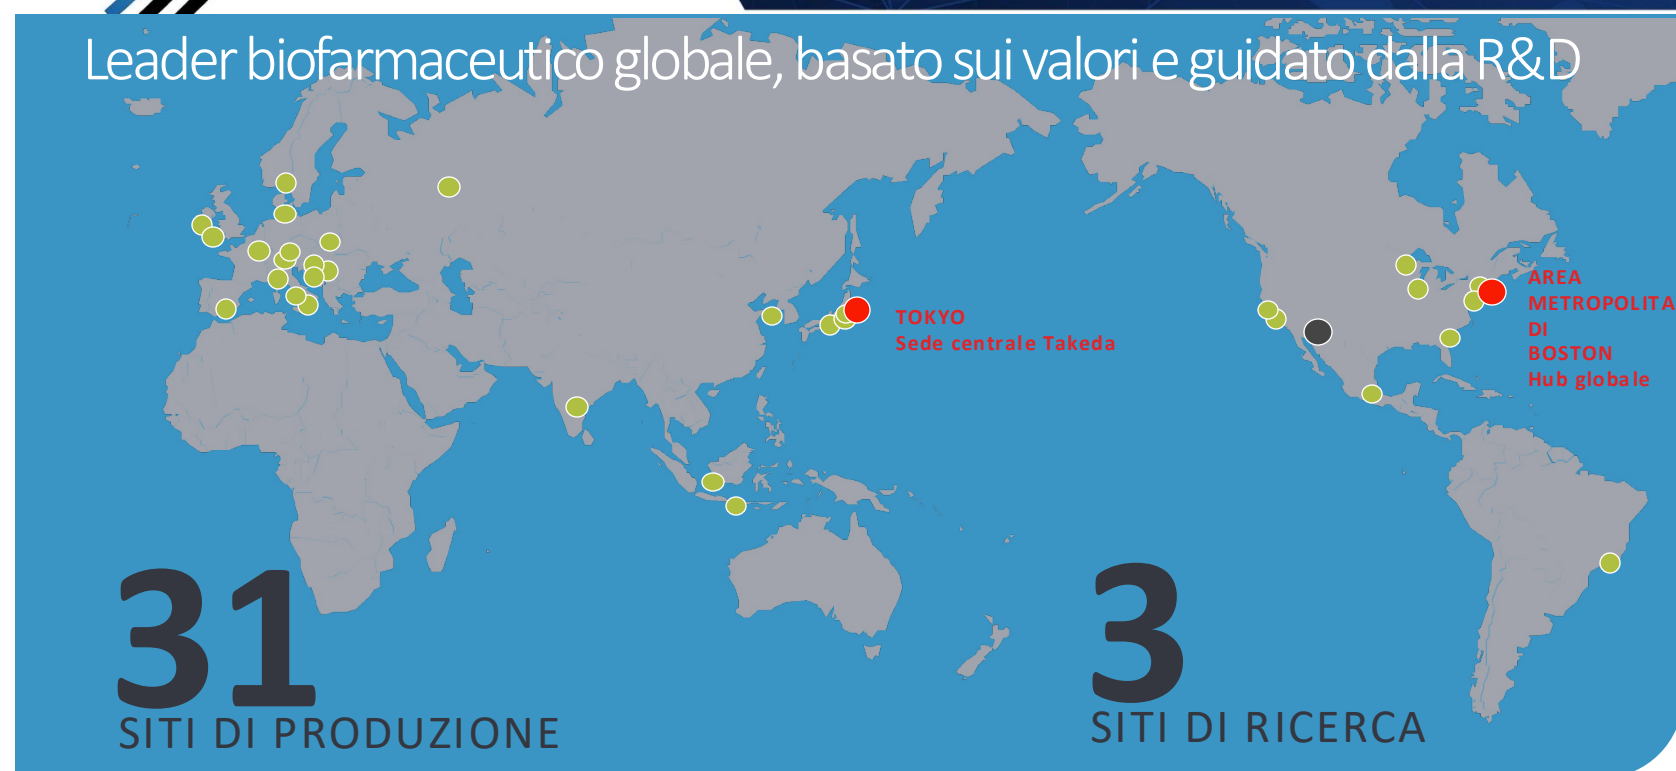 Leader biofarmaceutico globale, basato sui valori e guidato dalla R&D
TOKYO
Sede centrale Takeda
AREA
METROPOLITA
DI
BOSTON
Hub globale
31
SITI DI PRODUZIONE
3
SITI DI RICERCA